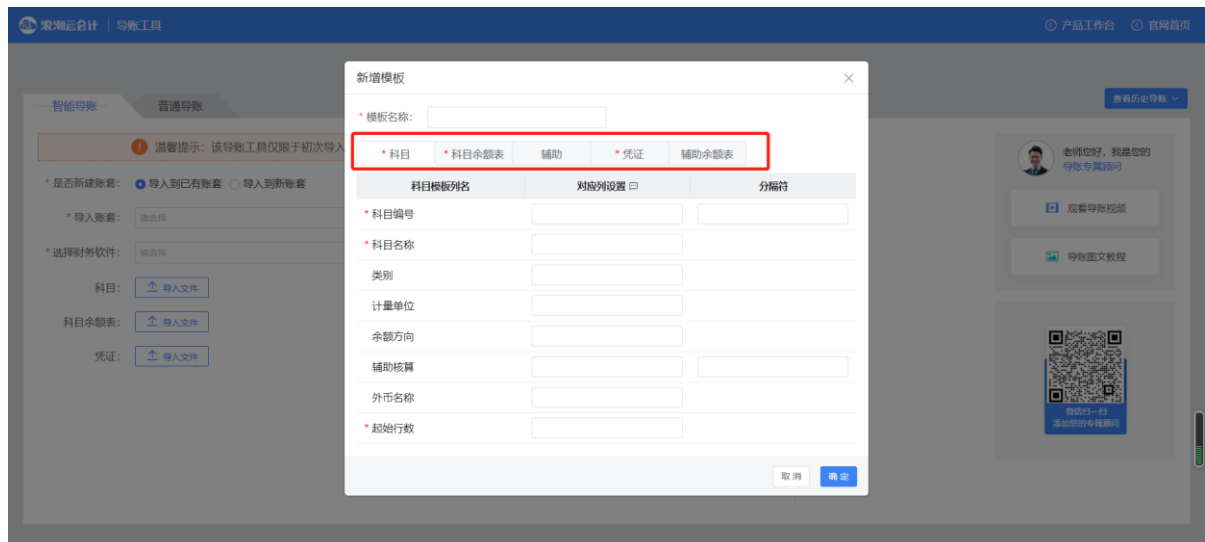 浪潮云会计 导账工具 产品工作台 官网首页
新增模板
智能导账 普通导账 查看历史导账
* 模板名称:
温馨提示：该导账工具仅限于初次导入
* 科目 * 科目余额表 辅助 * 凭证 辅助余额表
老师您好，我是您的
导账专属顾问
* 是否新建账套: 导入到已有账套 导入到新账套
科目模板列名 对应列设置 分隔符
* 导入账套: 请选择
* 科目编号
观看导账视频
* 选择财务软件: 请选择
* 科目名称
导账图文教程
科目: 导入文件
类别
计量单位
科目余额表: 导入文件
余额方向
凭证: 导入文件
辅助核算
外币名称
微信扫一扫
添加您的专属顾问
* 起始行数
取消 确定